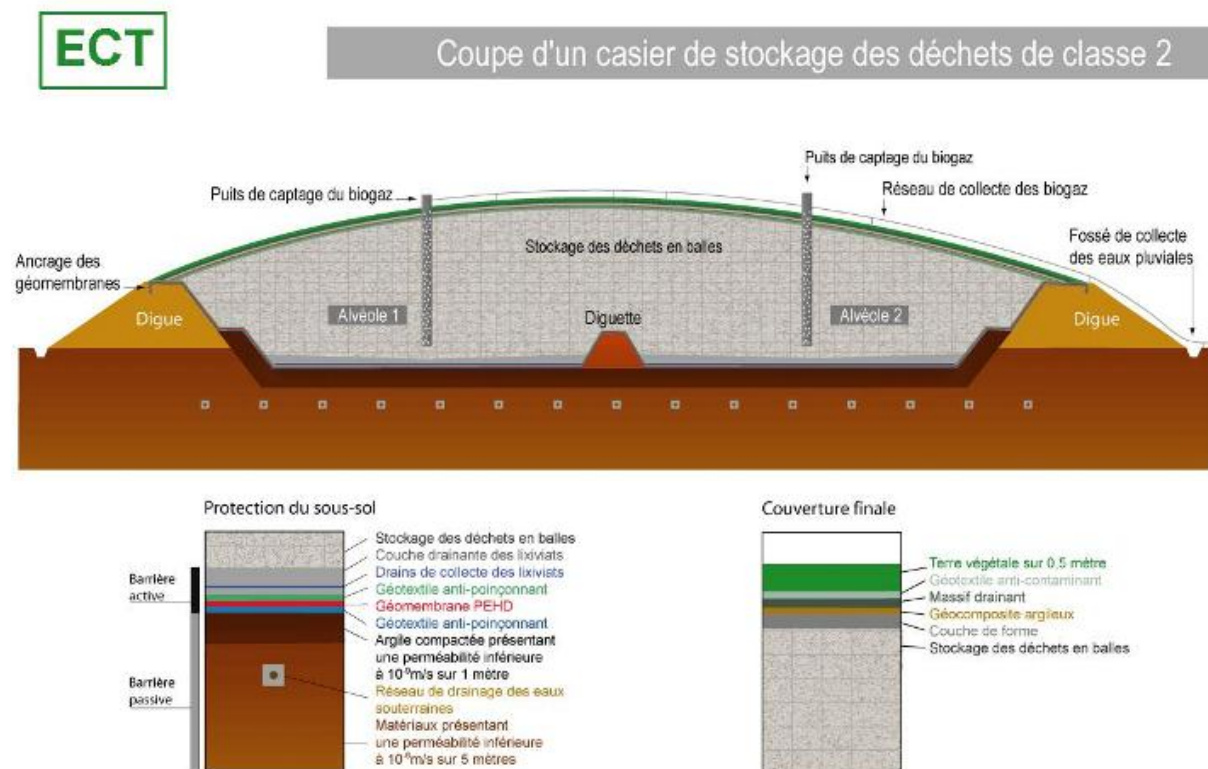 ECT
Coupe d'un casier de stockage des déchets de classe 2
Puits de captage du biogaz
Puits de captage du biogaz
Réseau de collecte des biogaz
Stockage des déchets en balles
Fossé de collecte
des eaux pluviales
Ancrage des
géomembranes
Digue
Alvéole 1
Diguette
Alvéole 2
Digue
Protection du sous-sol
Stockage des déchets en balles
Couche drainante des lixiviats
Drains de collecte des lixiviats
Géotextile anti-poinçonnant
Géomembrane PEHD
Géotextile anti-poinçonnant
Argile compactée présentant
une perméabilité inférieure
à 10⁻⁹m/s sur 1 mètre
Réseau de drainage des eaux
souterraines
Matériaux présentant
une perméabilité inférieure
à m/s sur 5 mètres
Barrière
active
Barrière
passive
Couverture finale
Terre végétale sur 0,5 mètre
Géotextile anti-contaminant
Massif drainant
Géocomposite argileux
Couche de forme
Stockage des déchets en balles